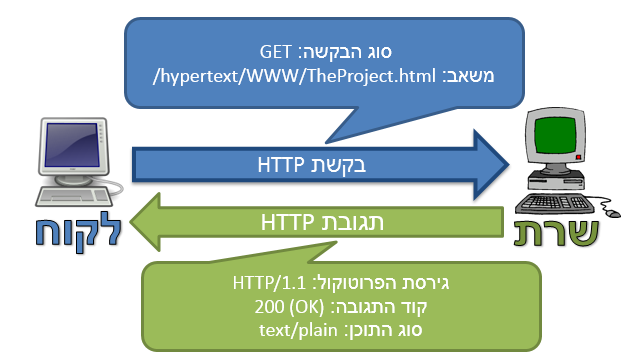 סוג הבקשה: GET
משאב: /hypertext/WWW/TheProject.html
בקשת HTTP
לקוח
שרת
תגובת HTTP
גירסת הפרוטוקול: HTTP/1.1
קוד התגובה: 200 (OK)
סוג התוכן: text/plain